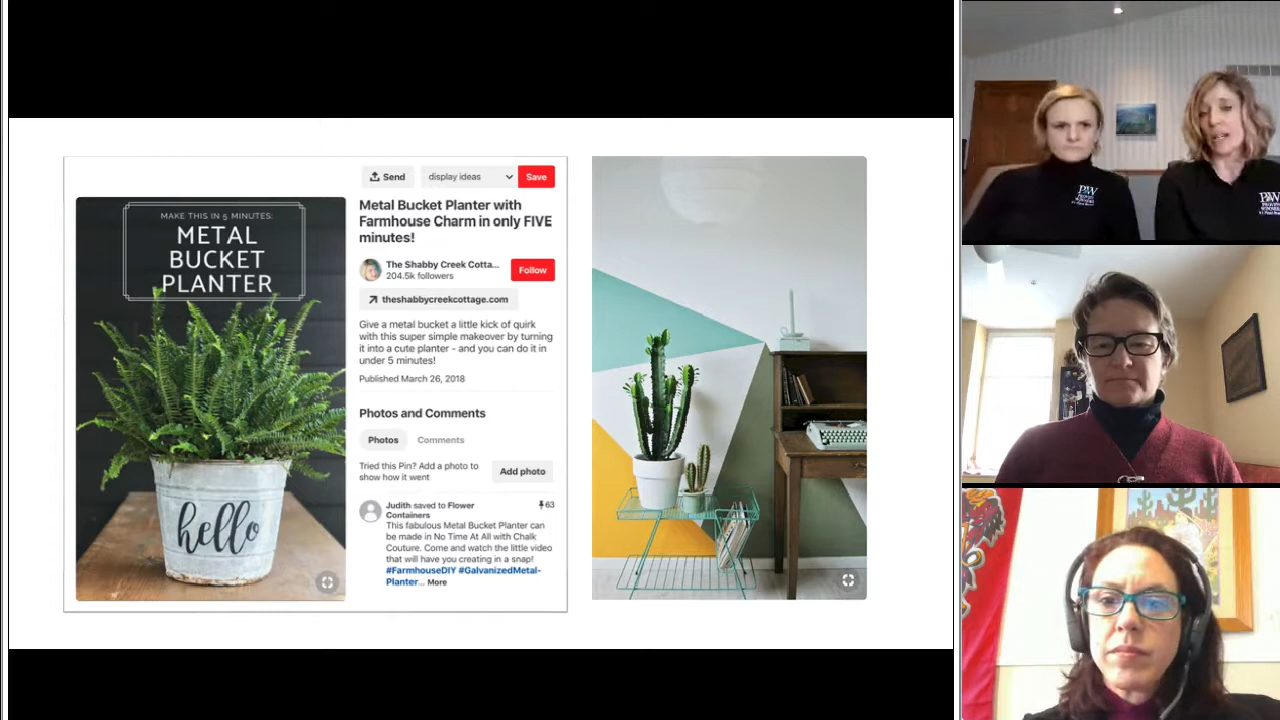 Send
display ideas
Save
MAKE THIS IN 5 MINUTES:
METAL
BUCKET
PLANTER
hello
Metal Bucket Planter with
Farmhouse Charm in only FIVE
minutes!
The Shabby Creek Cotta...
204.5k followers
Follow
theshabbycreekcottage.com
Give a metal bucket a little kick of quirk
with this super simple makeover by turning
it into a cute planter - and you can do it in
under 5 minutes!
Published March 26, 2018
Photos and Comments
Photos
Comments
Tried this Pin? Add a photo to
show how it went
Add photo
Judith saved to Flower
Containers
63
This fabulous Metal Bucket Planter can
be made in No Time At All with Chalk
Couture. Come and watch the little video
that will have you creating in a snap!
#FarmhouseDIY #GalvanizedMetal-
Planter... More
PW
PW